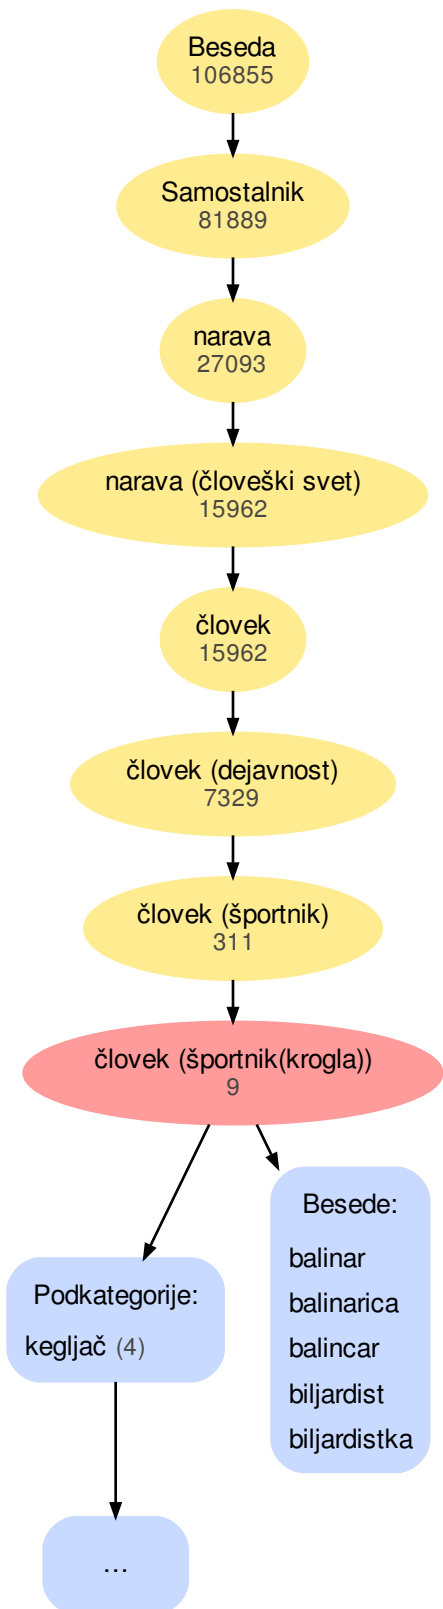 Beseda
106855
Samostalnik
81889
narava
27093
narava (človeški svet)
15962
človek
15962
človek (dejavnost)
7329
človek (športnik)
311
človek (športnik(krogla))
9
Besede:
balinar
balinarica
balincar
biljardist
biljardistka
Podkategorije:
kegljač (4)
...